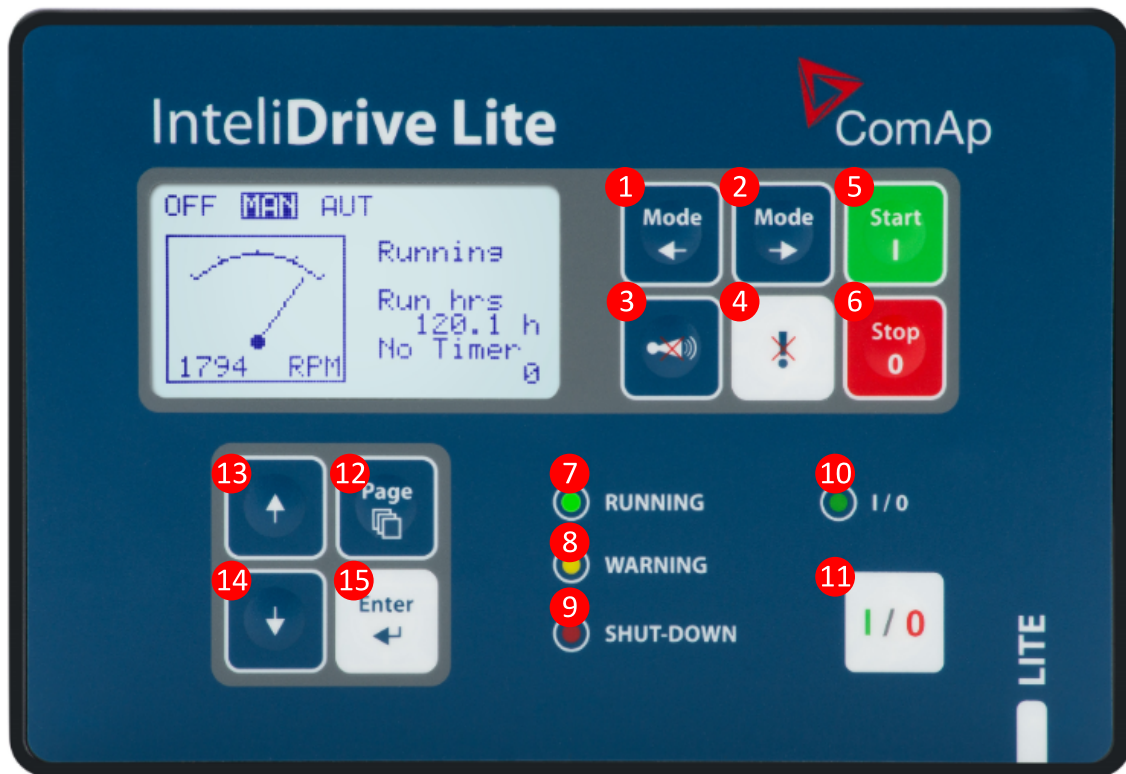 InteliDrive Lite
ComAp
OFF MAN AUT
Running
Run hrs
120.1 h
No Timer
0
1794 RPM
1
Mode
2
Mode
5
Start
I
3
4
6
Stop
0
13
12
Page
14
15
Enter
7
RUNNING
8
WARNING
9
SHUT-DOWN
10
I / 0
11
I / 0
LITE